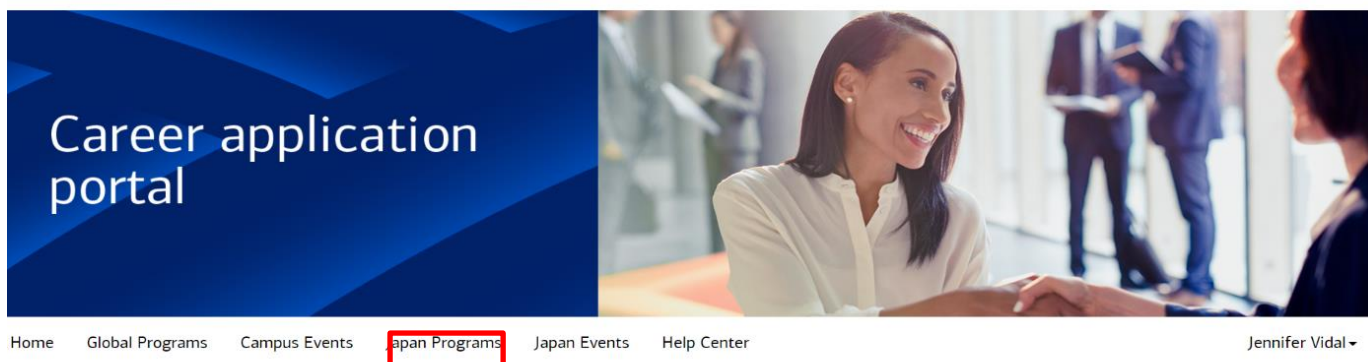 Career application
portal
Home Global Programs Campus Events Japan Programs Japan Events Help Center Jennifer Vidal